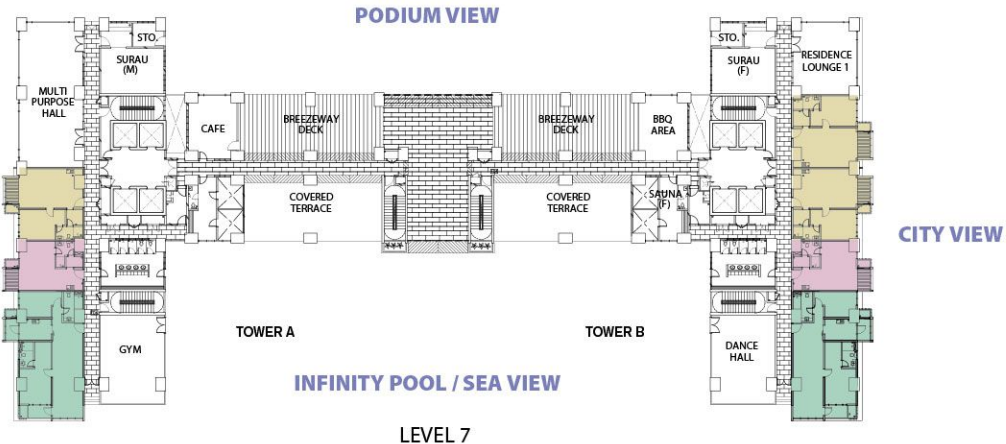 PODIUM VIEW
STO.
SURAU
(M)
MULTI
PURPOSE
HALL
CAFE
BREEZEWAY
DECK
BREEZEWAY
DECK
BBQ
AREA
STO.
SURAU
(F)
RESIDENCE
LOUNGE 1
COVERED
TERRACE
COVERED
TERRACE
SAUNA
(F)
CITY VIEW
TOWER A
TOWER B
GYM
DANCE
HALL
INFINITY POOL / SEA VIEW
LEVEL 7